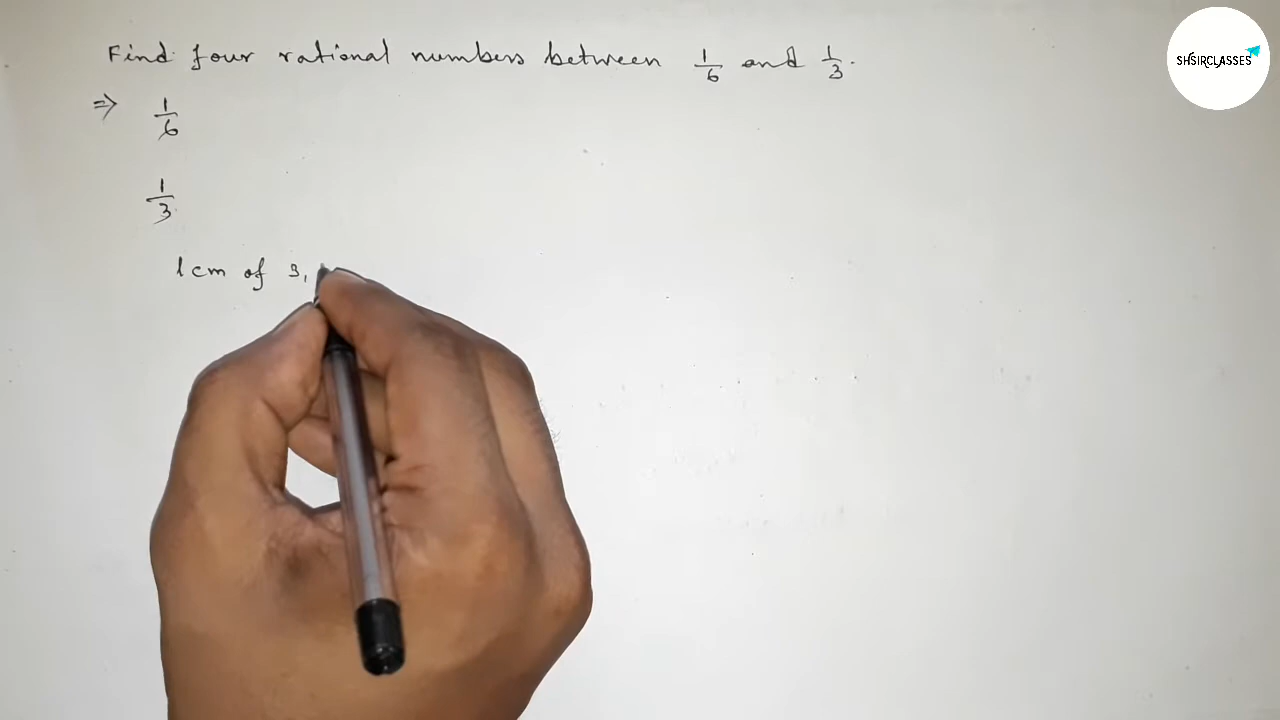 Find four rational numbers between 1/6 and 1/3.
SHSIRCLASSES
⇒ 1/6
1/3
lcm of 3,